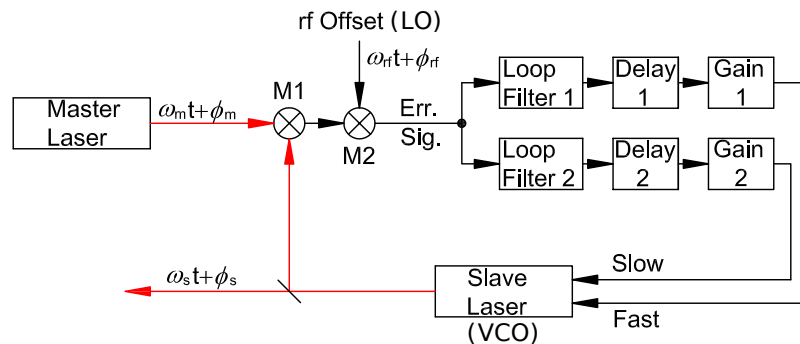 rf Offset (LO)
ωrft+ϕrf
Master
Laser
ωmt+ϕm
M1
M2
Err.
Sig.
Loop
Filter 1
Delay
1
Gain
1
Loop
Filter 2
Delay
2
Gain
2
ωst+ϕs
Slave
Laser
(VCO)
Slow
Fast